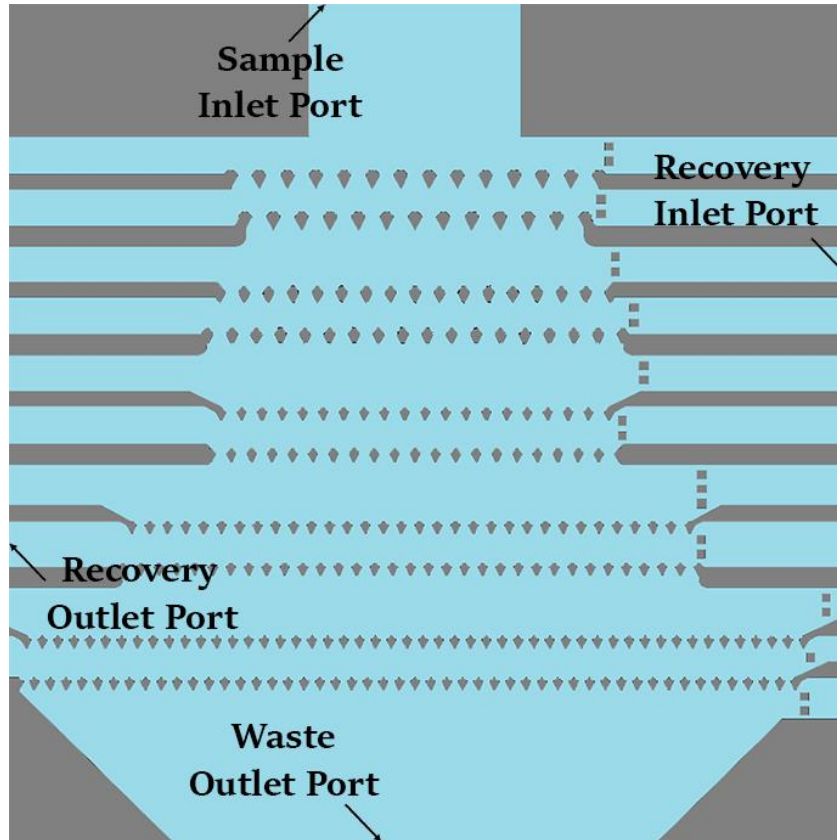 Sample
Inlet Port
Recovery
Inlet Port
Recovery
Outlet Port
Waste
Outlet Port